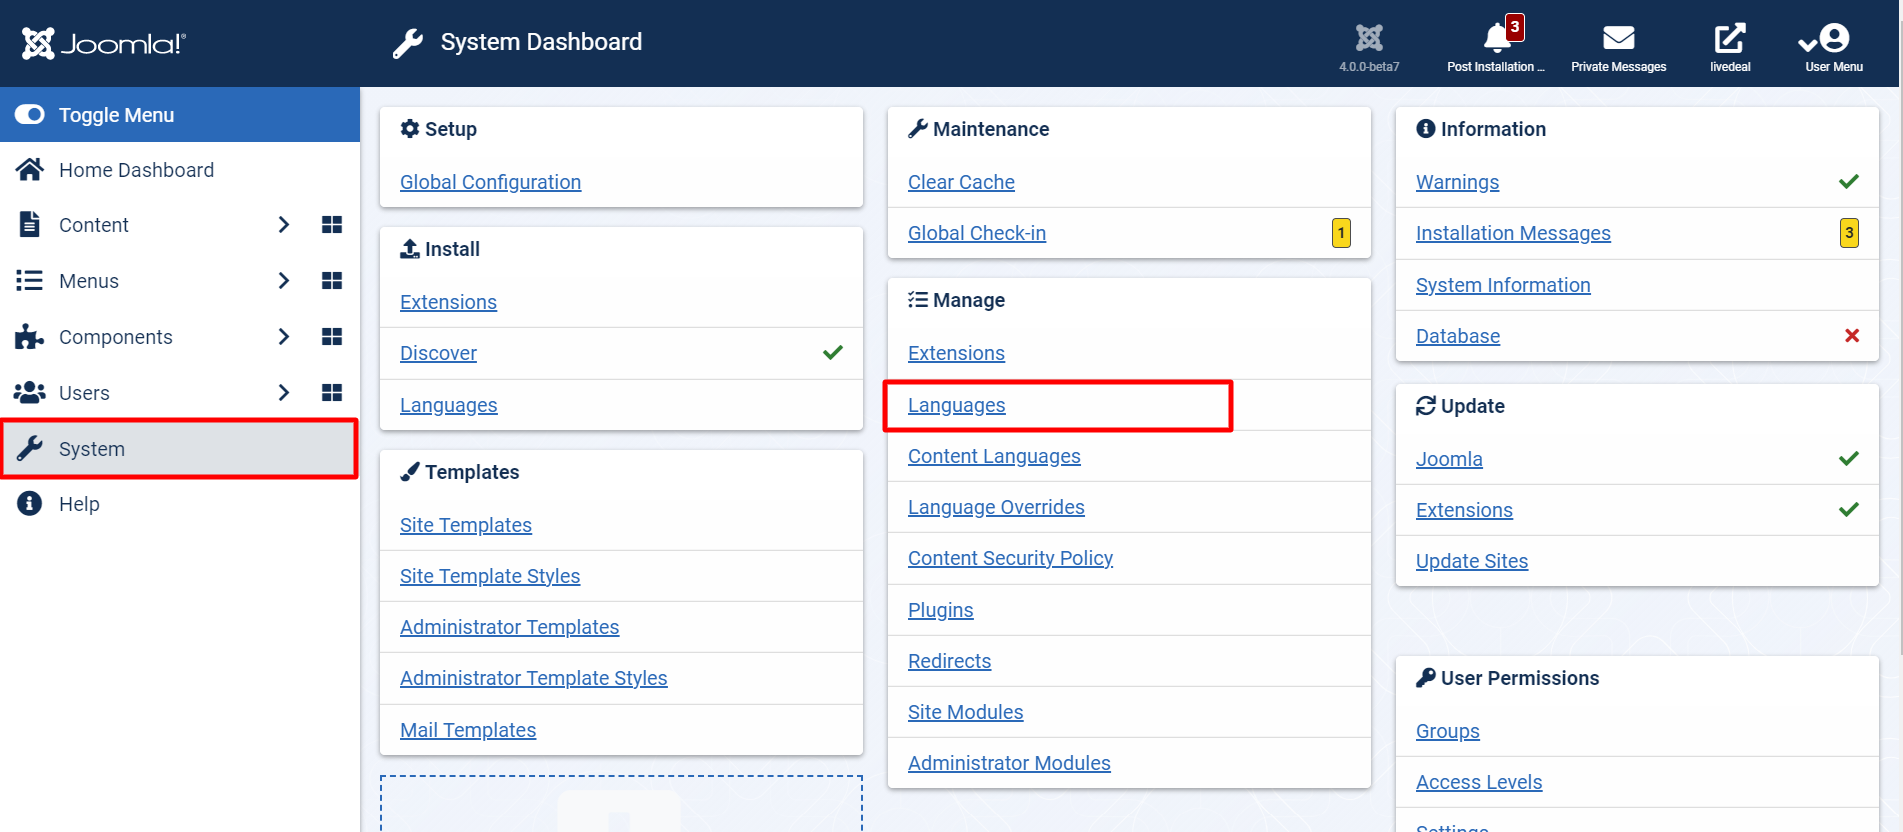 Joomla!®
System Dashboard
4.0.0-beta7
3
Post Installation ...
Private Messages
livedeal
User Menu
Toggle Menu
Home Dashboard
Content
Menus
Components
Users
System
Help
Setup
Global Configuration
Install
Extensions
Discover
Languages
Templates
Site Templates
Site Template Styles
Administrator Templates
Administrator Template Styles
Mail Templates
Maintenance
Clear Cache
Global Check-in
1
Manage
Extensions
Languages
Content Languages
Language Overrides
Content Security Policy
Plugins
Redirects
Site Modules
Administrator Modules
Information
Warnings
Installation Messages
3
System Information
Database
Update
Joomla
Extensions
Update Sites
User Permissions
Groups
Access Levels
Settings